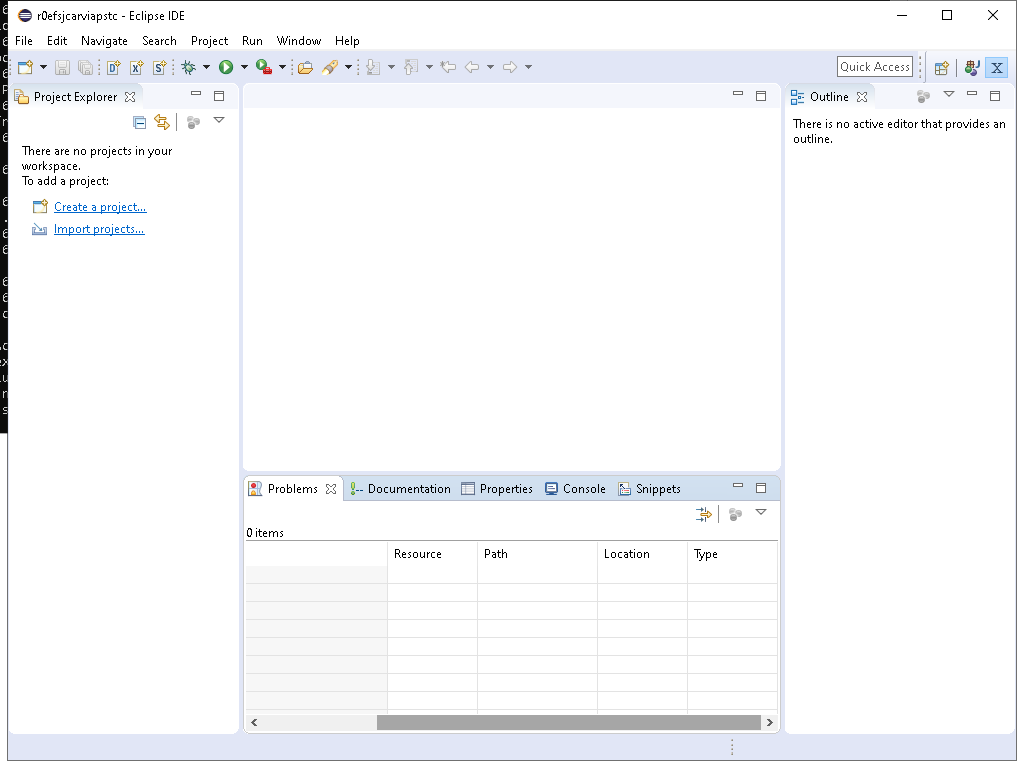 r0efsjcarviapstc - Eclipse IDE
File Edit Navigate Search Project Run Window Help
Quick Access
Project Explorer
Outline
There are no projects in your
workspace.
To add a project:
Create a project...
Import projects...
There is no active editor that provides an
outline.
Problems Documentation Properties Console Snippets
0 items
Resource Path Location Type